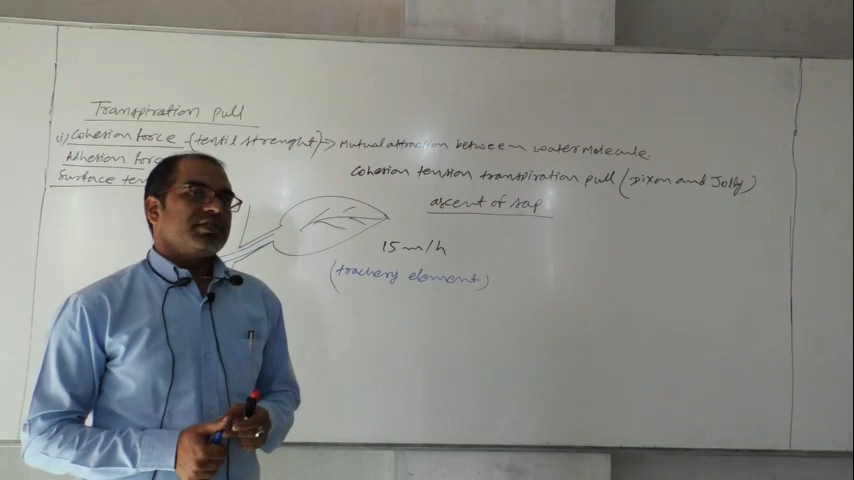 Transpiration pull
(i) Cohesion force - (tensil strenght) → Mutual attraction between water molecule.
Adhesion forc
Surface ten
Cohesion tension transpiration pull (Dixon and Jolly)
ascent of sap
15 m/h
(trachery element)